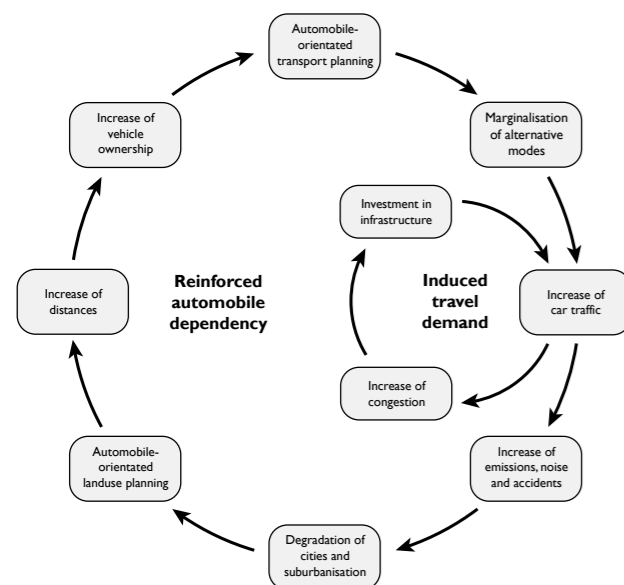 Automobile-
orientated
transport planning
Marginalisation
of alternative
modes
Increase of
vehicle
ownership
Investment in
infrastructure
Reinforced
automobile
dependency
Induced
travel
demand
Increase of
distances
Increase of
car traffic
Increase of
congestion
Automobile-
orientated
landuse planning
Increase of
emissions, noise
and accidents
Degradation of
cities and
suburbanisation